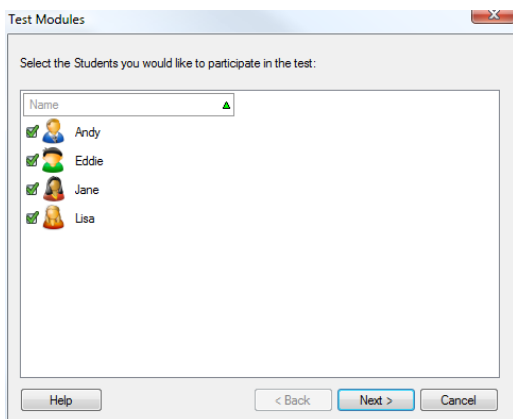 Test Modules
Select the Students you would like to participate in the test:
Name
Andy
Eddie
Jane
Lisa
Help < Back Next > Cancel